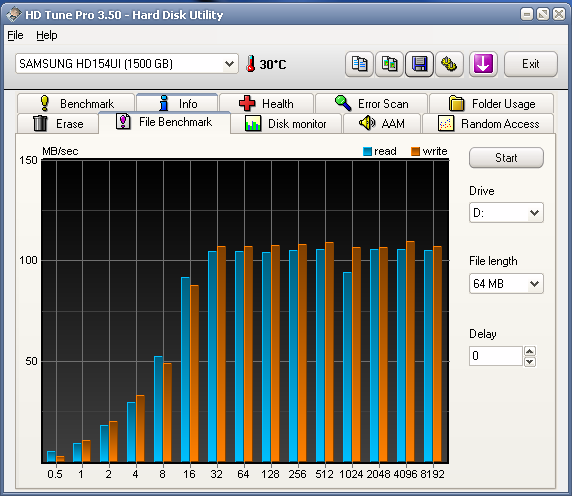 HD Tune Pro 3.50 - Hard Disk Utility
File Help
SAMSUNG HD154UI (1500 GB) 30°C Exit
Benchmark Info Health Error Scan Folder Usage
Erase File Benchmark Disk monitor AAM Random Access
MB/sec read write
150
100
50
0.5 1 2 4 8 16 32 64 128 256 512 1024 2048 4096 8192
Start
Drive
D:
File length
64 MB
Delay
0